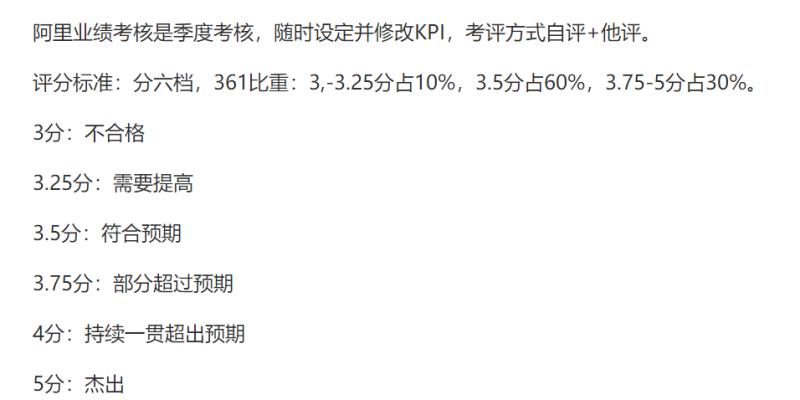 阿里业绩考核是季度考核，随时设定并修改KPI，考评方式自评+他评。
评分标准：分六档，361比重：3,-3.25分占10%，3.5分占60%，3.75-5分占30%。
3分：不合格
3.25分：需要提高
3.5分：符合预期
3.75分：部分超过预期
4分：持续一贯超出预期
5分：杰出